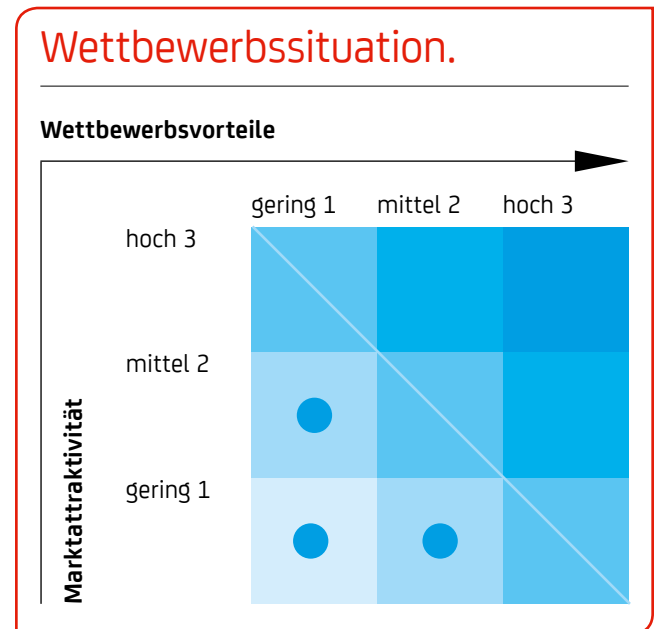 Wettbewerbssituation.
Wettbewerbsvorteile
gering 1 mittel 2 hoch 3
hoch 3
mittel 2
gering 1
Marktattraktivität